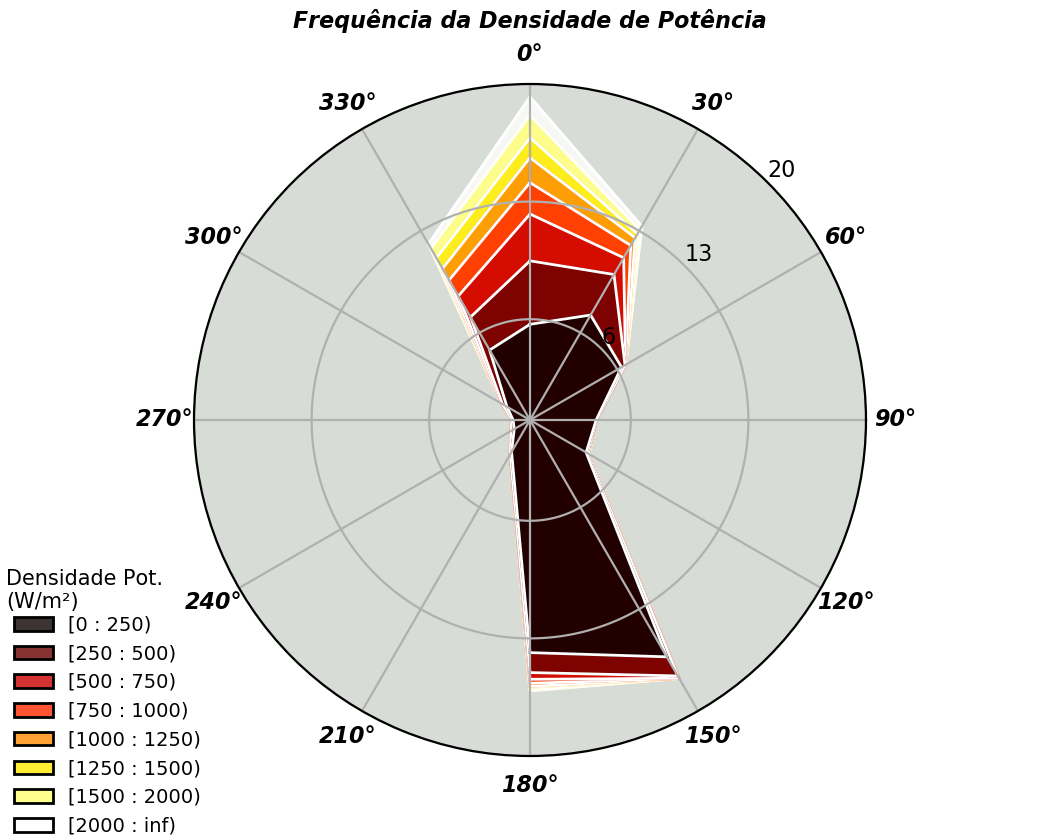 Frequência da Densidade de Potência
0°
330°
30°
20
300°
60°
13
6
270°
90°
240°
120°
210°
150°
180°
Densidade Pot.
(W/m²)
[0 : 250)
[250 : 500)
[500 : 750)
[750 : 1000)
[1000 : 1250)
[1250 : 1500)
[1500 : 2000)
[2000 : inf)